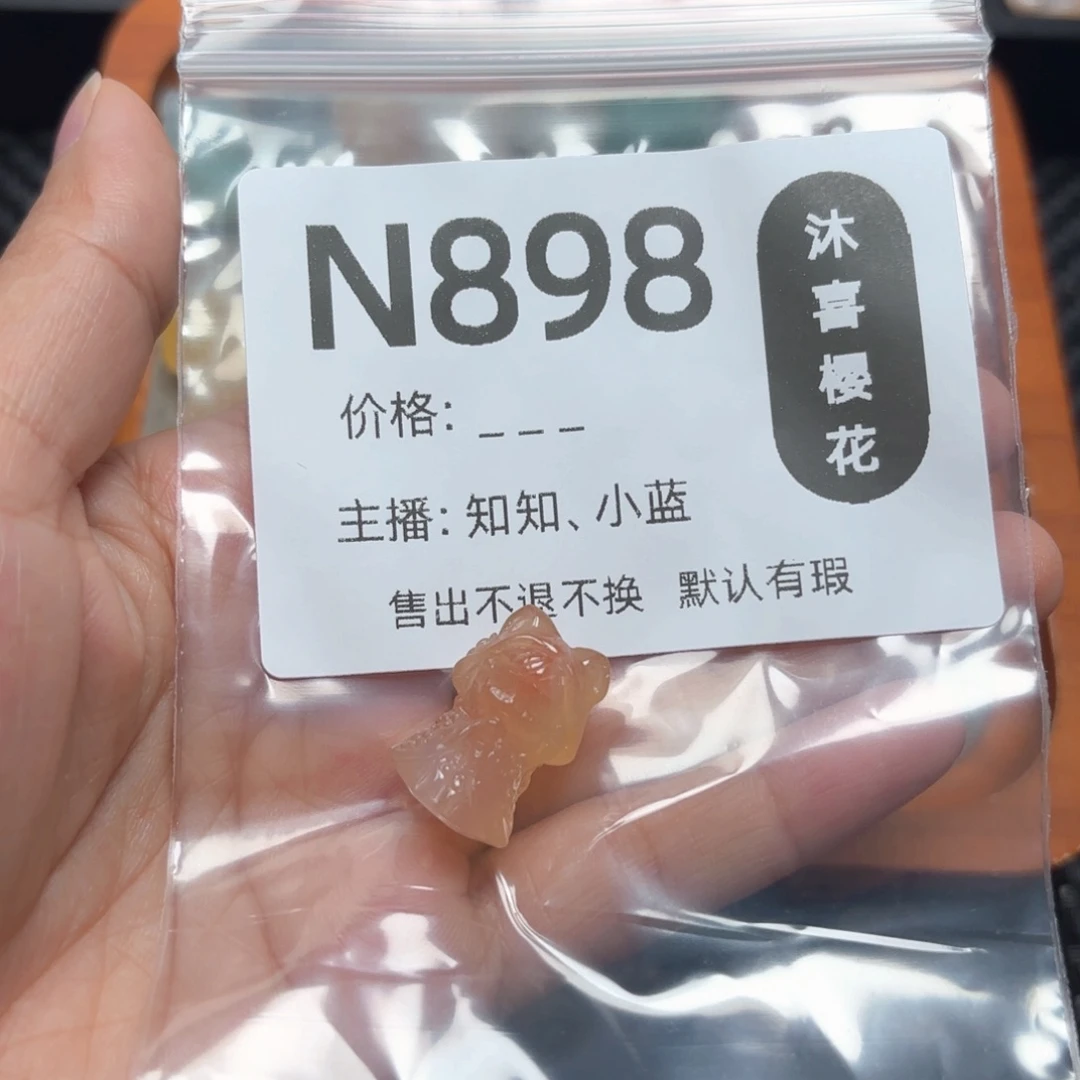 N898
沐喜樱花
价格: _ _ _
主播: 知知、小蓝
售出不退不换 默认有瑕